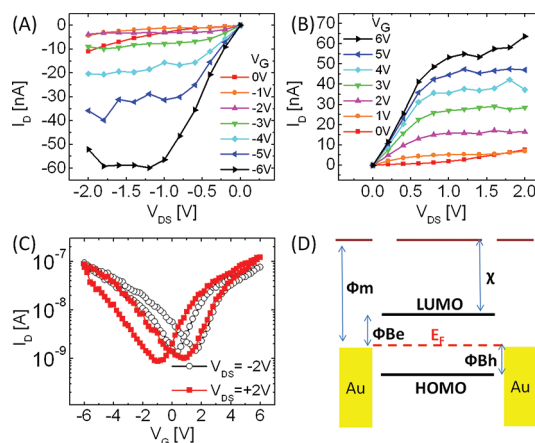 (A)
0
-10
-20
-30
-40
-50
-60
I_D [nA]
-2.0 -1.5 -1.0 -0.5 0.0
V_DS [V]
V_G
0V
-1V
-2V
-3V
-4V
-5V
-6V
(B)
70
60
50
40
30
20
10
0
I_D [nA]
0.0 0.5 1.0 1.5 2.0
V_DS [V]
V_G
6V
5V
4V
3V
2V
1V
0V
(C)
10^-7
10^-8
10^-9
I_D [A]
-6 -4 -2 0 2 4 6
V_G [V]
V_DS= -2V
V_DS=+2V
(D)
Φm
χ
LUMO
ΦBe
E_F
ΦBh
HOMO
Au
Au